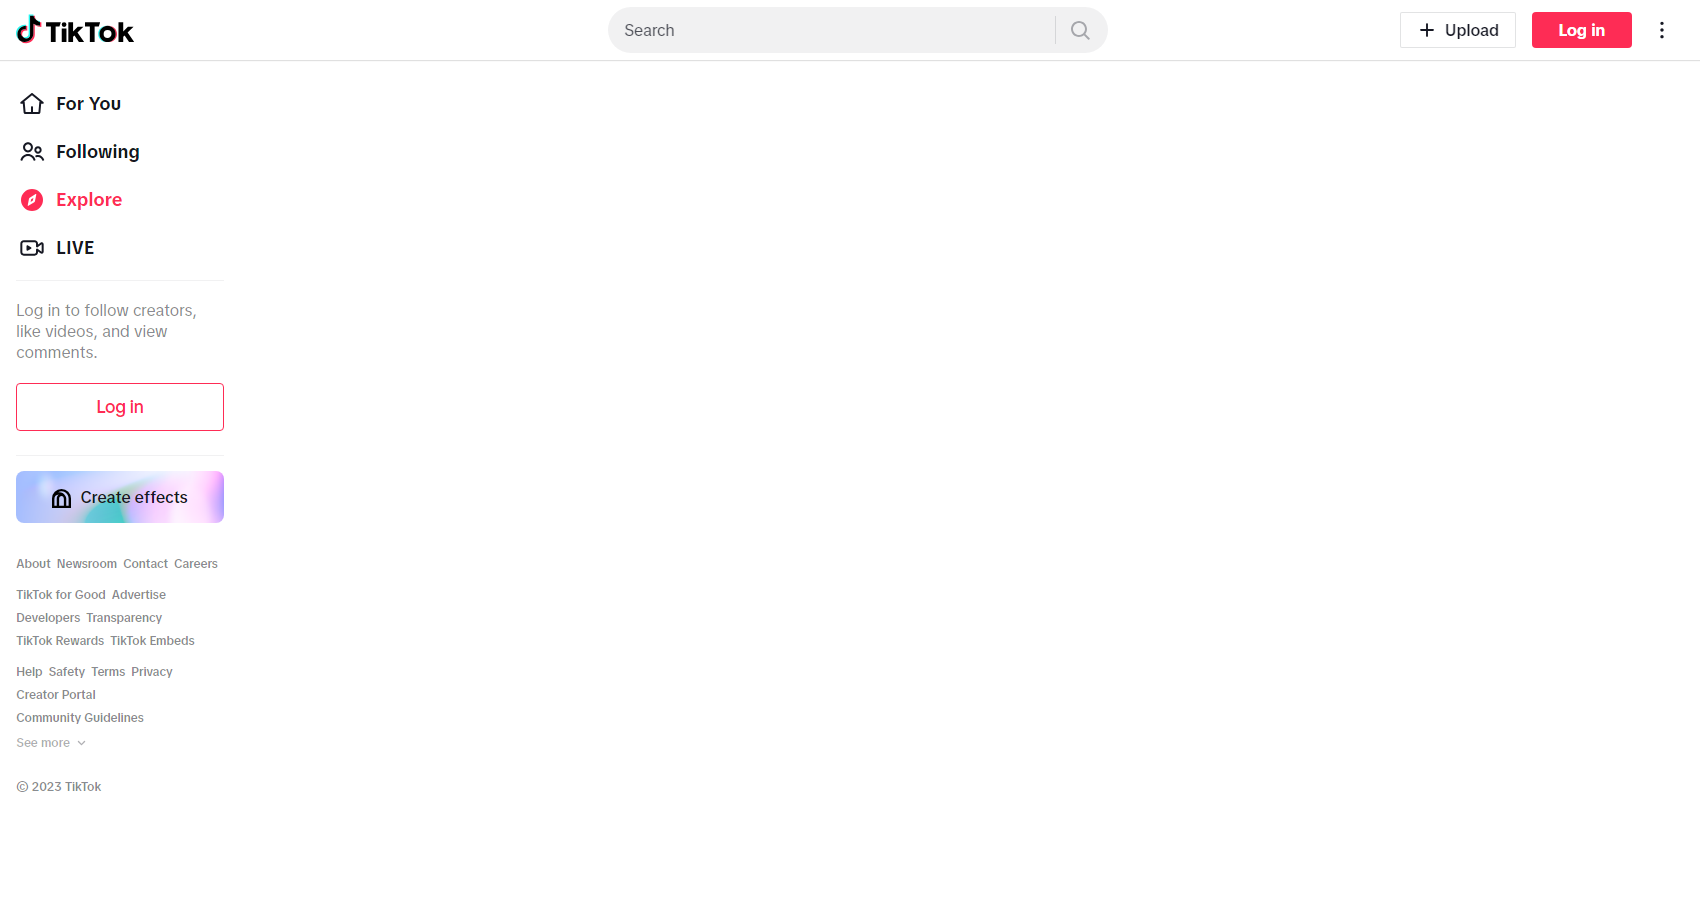 TikTok
Search
Upload
Log in
For You
Following
Explore
LIVE
Log in to follow creators,
like videos, and view
comments.
Log in
Create effects
About Newsroom Contact Careers
TikTok for Good Advertise
Developers Transparency
TikTok Rewards TikTok Embeds
Help Safety Terms Privacy
Creator Portal
Community Guidelines
See more
© 2023 TikTok